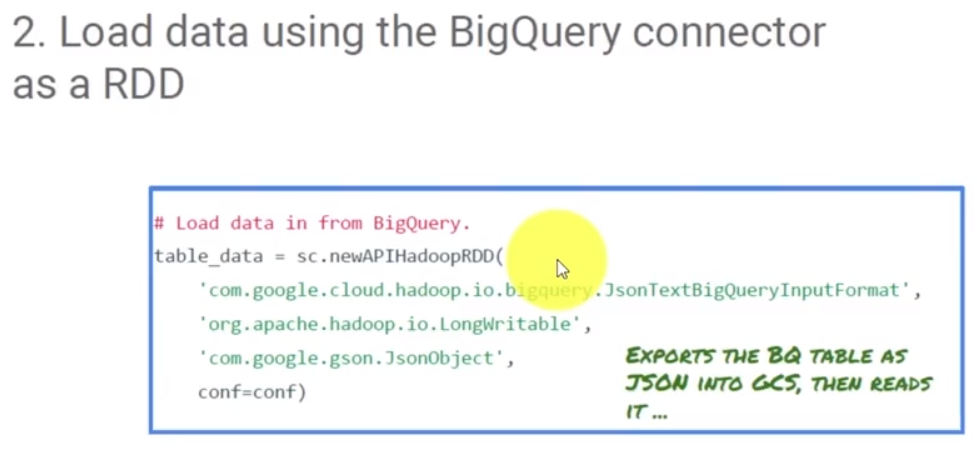 2. Load data using the BigQuery connector
as a RDD
# Load data in from BigQuery.
table_data = sc.newAPIHadoopRDD(
'com.google.cloud.hadoop.io.bigquery.JsonTextBigQueryInputFormat',
'org.apache.hadoop.io.LongWritable',
'com.google.gson.JsonObject',
conf=conf)
EXPORTS THE BQ TABLE AS
JSON INTO GCS, THEN READS
IT ...